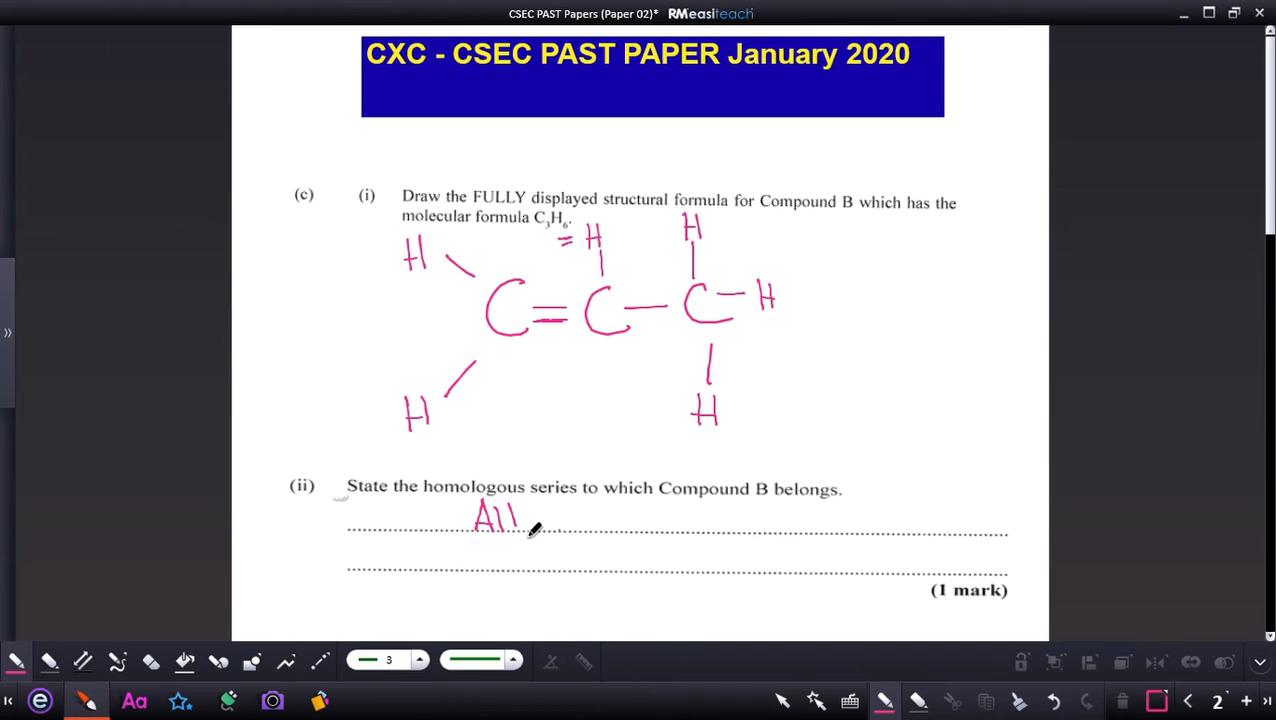 CSEC PAST Papers (Paper 02)* RMeasiteach
CXC - CSEC PAST PAPER January 2020
(c) (i) Draw the FULLY displayed structural formula for Compound B which has the
molecular formula C₃H₆.
= H H
H
C = C — C — H
H H
(ii) State the homologous series to which Compound B belongs.
All
(1 mark)
3
Aa
2